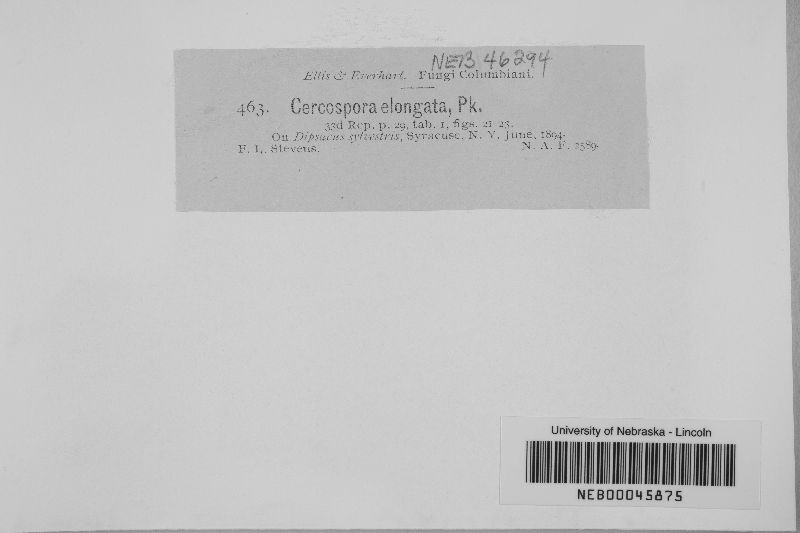 NEB 46294
Ellis & Everhart. Fungi Columbiani.
463. Cercospora elongata, Pk.
33d Rep. p. 29, tab. 1, figs. 21-23.
On Dipsacus sylvestris, Syracuse, N. Y. June, 1894.
F. L. Stevens. N. A. F. 2589.
University of Nebraska - Lincoln
NEB00045875